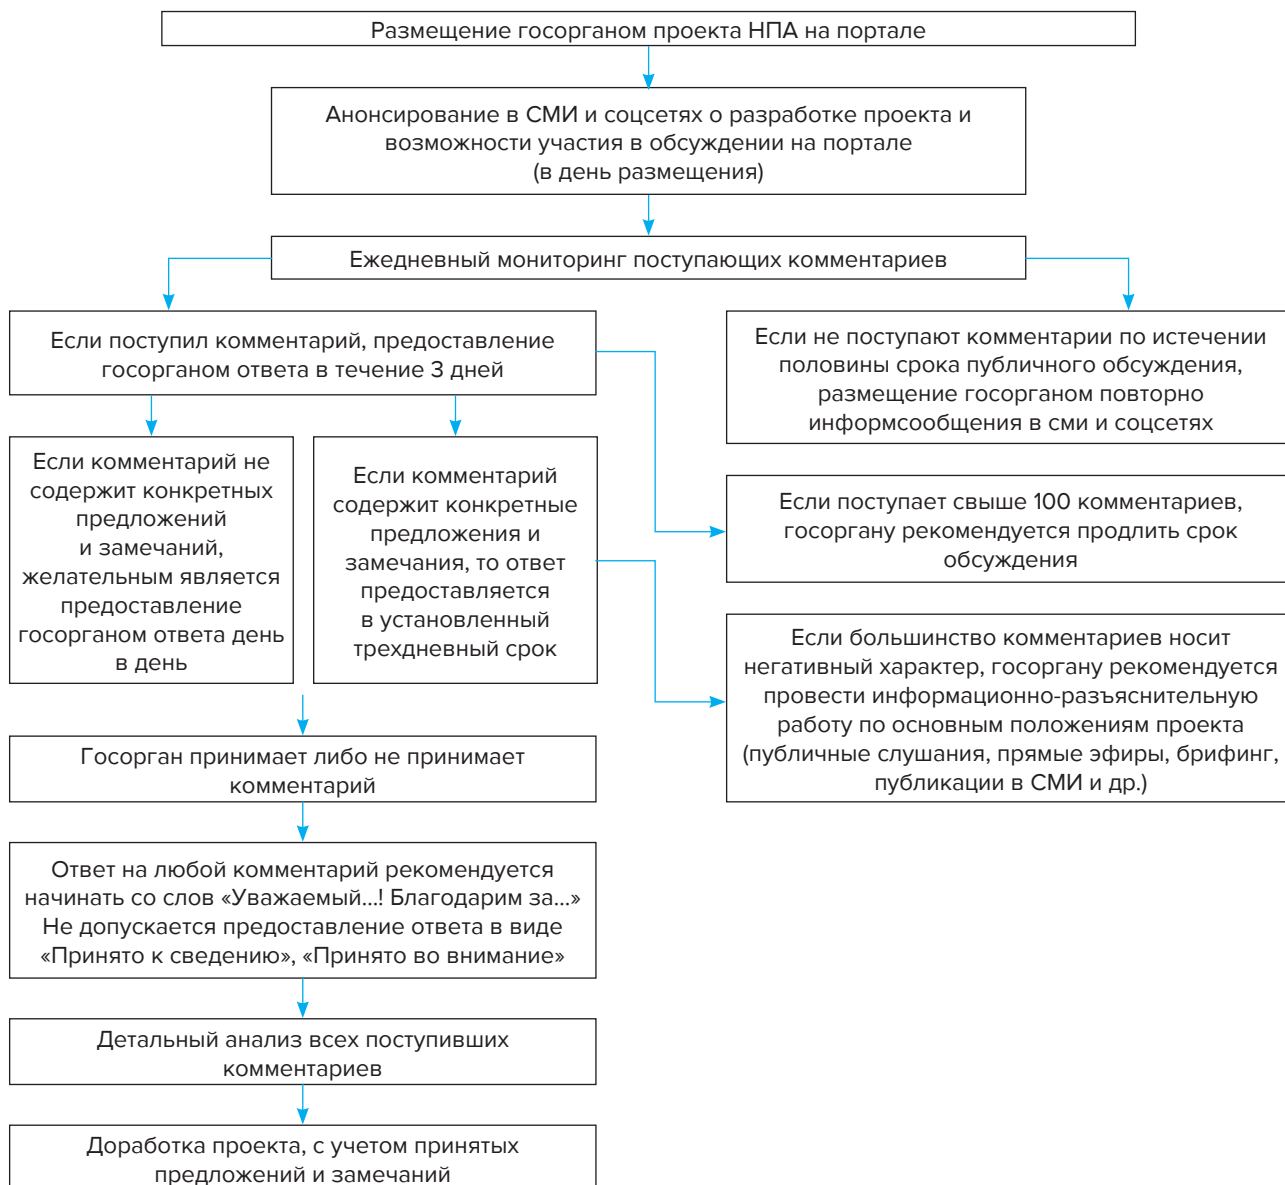 Размещение госорганом проекта НПА на портале
Анонсирование в СМИ и соцсетях о разработке проекта и
возможности участия в обсуждении на портале
(в день размещения)
Ежедневный мониторинг поступающих комментариев
Если поступил комментарий, предоставление
госорганом ответа в течение 3 дней
Если не поступают комментарии по истечении
половины срока публичного обсуждения,
размещение госорганом повторно
информсообщения в сми и соцсетях
Если комментарий не
содержит конкретных
предложений
и замечаний,
желательным является
предоставление
госорганом ответа день
в день
Если комментарий
содержит конкретные
предложения и
замечания, то ответ
предоставляется
в установленный
трехдневный срок
Если поступает свыше 100 комментариев,
госоргану рекомендуется продлить срок
обсуждения
Если большинство комментариев носит
негативный характер, госоргану рекомендуется
провести информационно-разъяснительную
работу по основным положениям проекта
(публичные слушания, прямые эфиры, брифинг,
публикации в СМИ и др.)
Госорган принимает либо не принимает
комментарий
Ответ на любой комментарий рекомендуется
начинать со слов «Уважаемый...! Благодарим за...»
Не допускается предоставление ответа в виде
«Принято к сведению», «Принято во внимание»
Детальный анализ всех поступивших
комментариев
Доработка проекта, с учетом принятых
предложений и замечаний